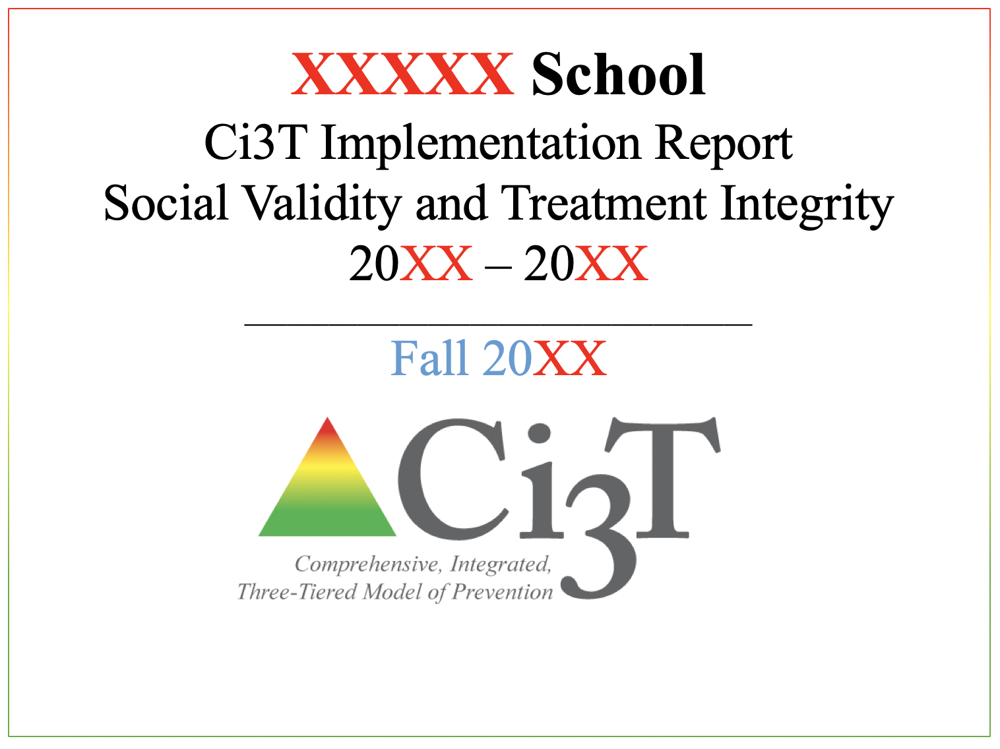 XXXXX School
Ci3T Implementation Report
Social Validity and Treatment Integrity
20XX – 20XX
Fall 20XX
Ci3T
Comprehensive, Integrated,
Three-Tiered Model of Prevention